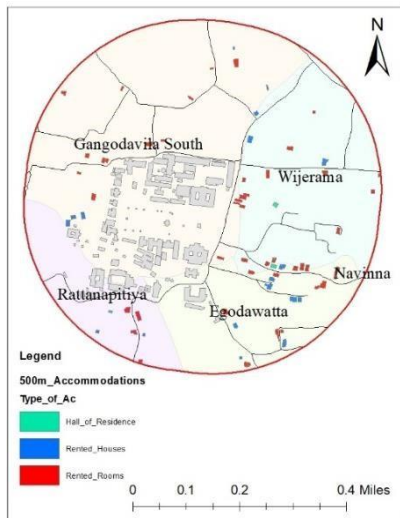 N
Gangodavila South
Wijerama
Navinna
Rattanapitiya
Egodawatta
Legend
500m_Accommodations
Type_of_Ac
Hall_of_Residence
Rented_Houses
Rented_Rooms
0 0.1 0.2 0.4 Miles